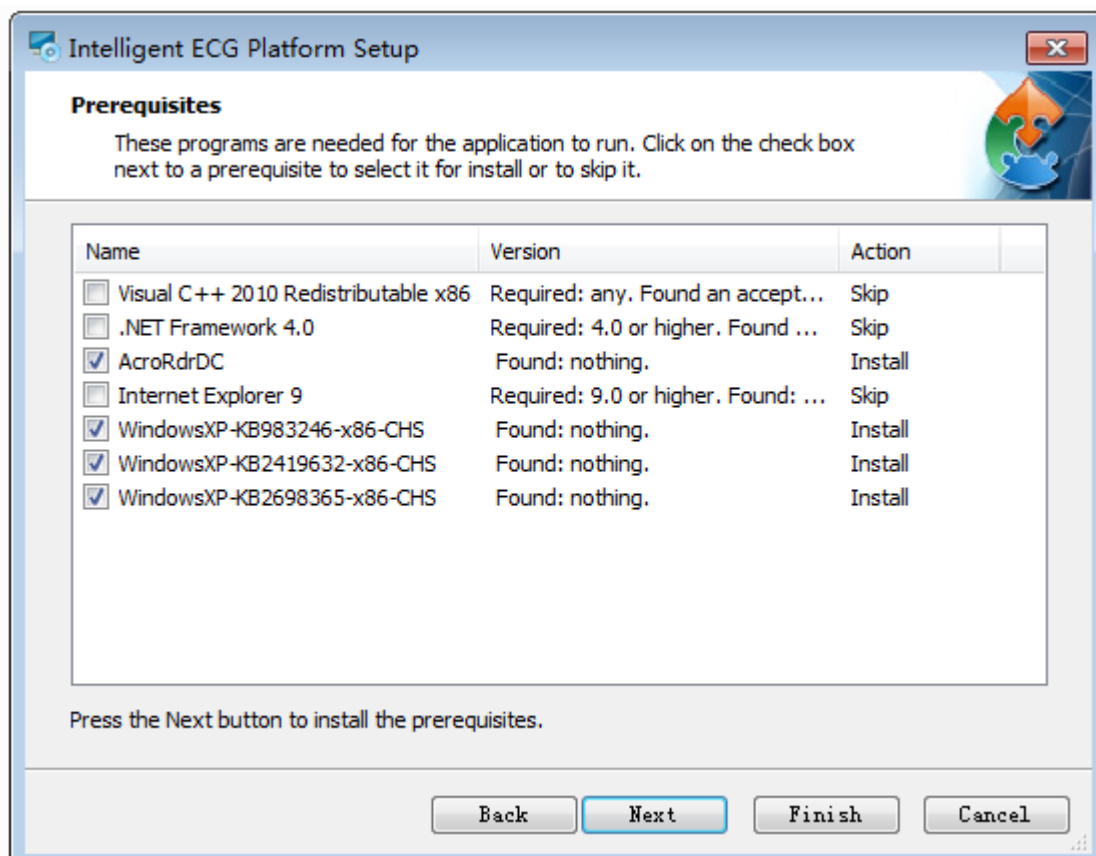 Intelligent ECG Platform Setup
Prerequisites
These programs are needed for the application to run. Click on the check box
next to a prerequisite to select it for install or to skip it.
Name Version Action
Visual C++ 2010 Redistributable x86 Required: any. Found an accept... Skip
.NET Framework 4.0 Required: 4.0 or higher. Found ... Skip
AcroRdrDC Found: nothing. Install
Internet Explorer 9 Required: 9.0 or higher. Found: ... Skip
WindowsXP-KB983246-x86-CHS Found: nothing. Install
WindowsXP-KB2419632-x86-CHS Found: nothing. Install
WindowsXP-KB2698365-x86-CHS Found: nothing. Install
Press the Next button to install the prerequisites.
Back Next Finish Cancel